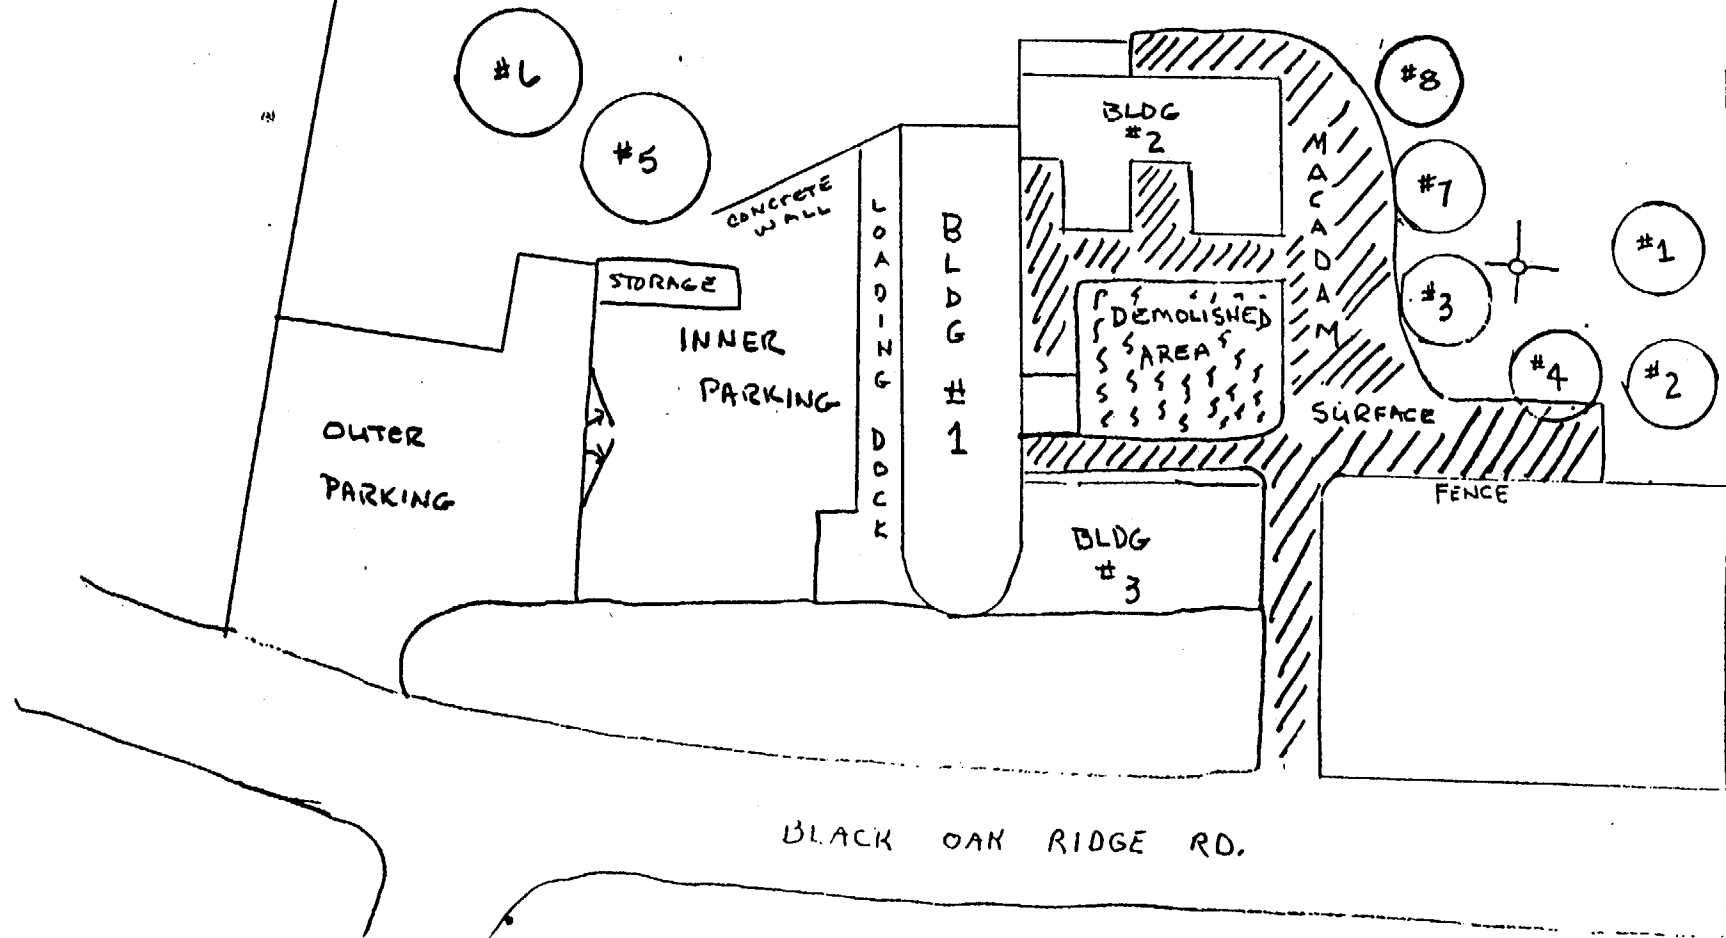 #6
#5
#8
#7
#1
#3
#4
#2
BLDG
#2
MACADAM
SURFACE
CONCRETE
WALL
LOADING DOCK
BLDG #1
STORAGE
INNER
PARKING
DEMOLISHED
AREA
OUTER
PARKING
FENCE
BLDG
#3
BLACK OAK RIDGE RD.